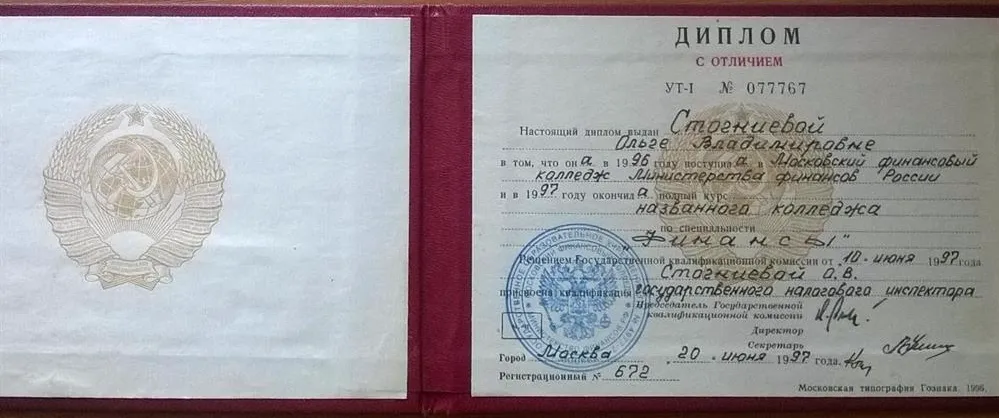 ДИПЛОМ
С ОТЛИЧИЕМ
УТ-I № 077767
Настоящий диплом выдан Стогниевой
Ольге Владимировне
в том, что она в 1996 году поступила в Московский финансовый
колледж Министерства финансов России
и в 1997 году окончила полный курс
названного колледжа
по специальности
"Финансы"
Решением Государственной квалификационной комиссии от 10 июня 1997 года
Стогниевой О.В.
присвоена квалификация государственного налогового инспектора
Председатель Государственной
квалификационной комиссии
Директор
Секретарь
Город Москва 20 июня 1997 года.
Регистрационный № 672
Московская типография Гознака. 1996.